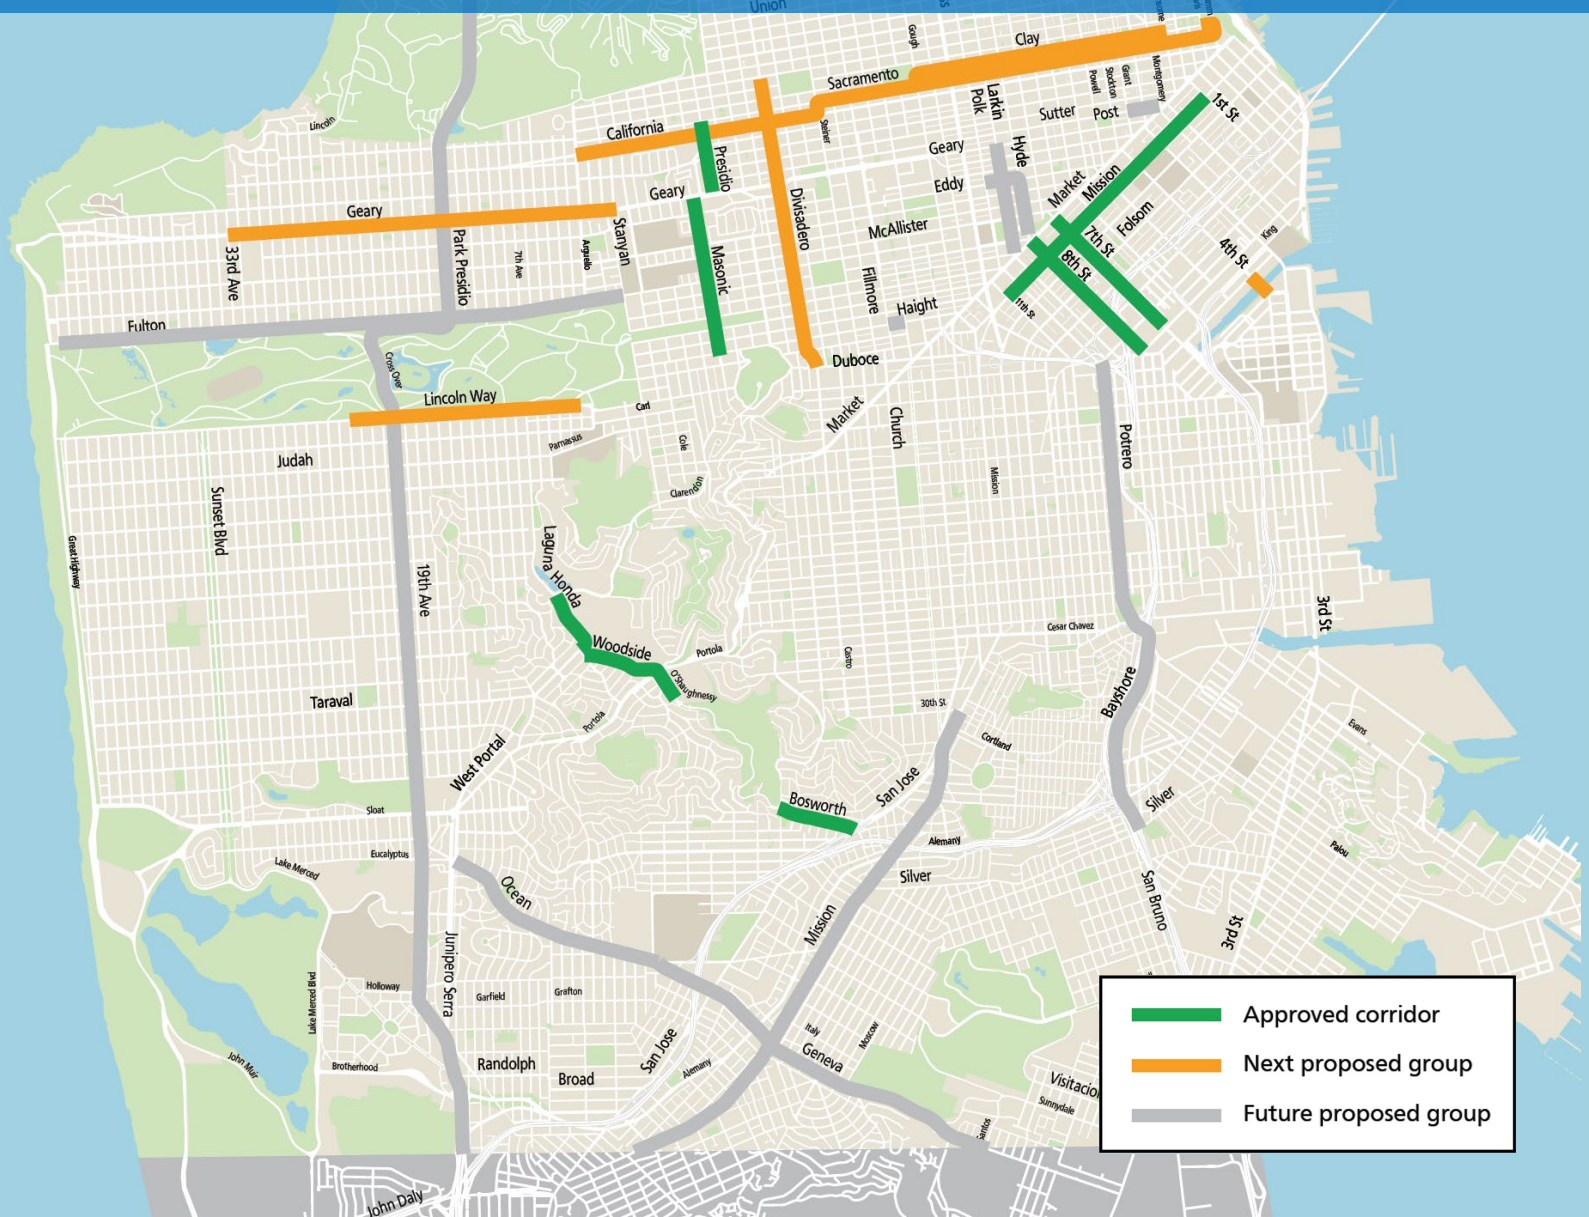 Union
Clay
Gough
Sacramento
Montgomery
Grant
Stockton
Powell
Larkin
Polk
Sutter
Post
1st St
Lincoln
California
Steiner
Presidio
Geary
Hyde
Geary
Eddy
Market
Mission
Folsom
Geary
Divisadero
McAllister
7th St
8th St
4th St
King
Stanyan
Arguello
7th Ave
Park Presidio
33rd Ave
Masonic
Fillmore
Haight
11th St
Fulton
Cross Over
Duboce
Lincoln Way
Carl
Market
Church
Potrero
Parnassus
Cole
Judah
Clarendon
Mission
Sunset Blvd
Great Highway
Laguna Honda
19th Ave
3rd St
Cesar Chavez
Woodside
Portola
Castro
O'Shaughnessy
Bayshore
Taraval
Portola
30th St
Cortland
Evans
West Portal
San Jose
Silver
Bosworth
Sloat
Alemany
Palou
Eucalyptus
Lake Merced
Silver
Ocean
San Bruno
Mission
3rd St
Junipero Serra
Holloway
Garfield
Grafton
Lake Merced Blvd
Italy
Moscow
San Jose
Geneva
John Muir
Brotherhood
Randolph
Broad
Alemany
Sunnydale
John Daly
Approved corridor
Next proposed group
Future proposed group